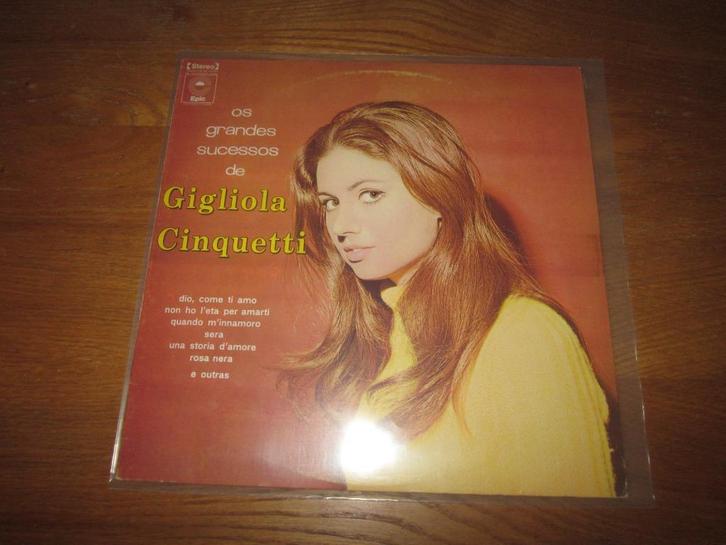 Stereo
Epic
os
grandes
sucessos
de
Gigliola
Cinquetti
dio, come ti amo
non ho l'eta per amarti
quando m'innamoro
sera
una storia d'amore
rosa nera
e outras